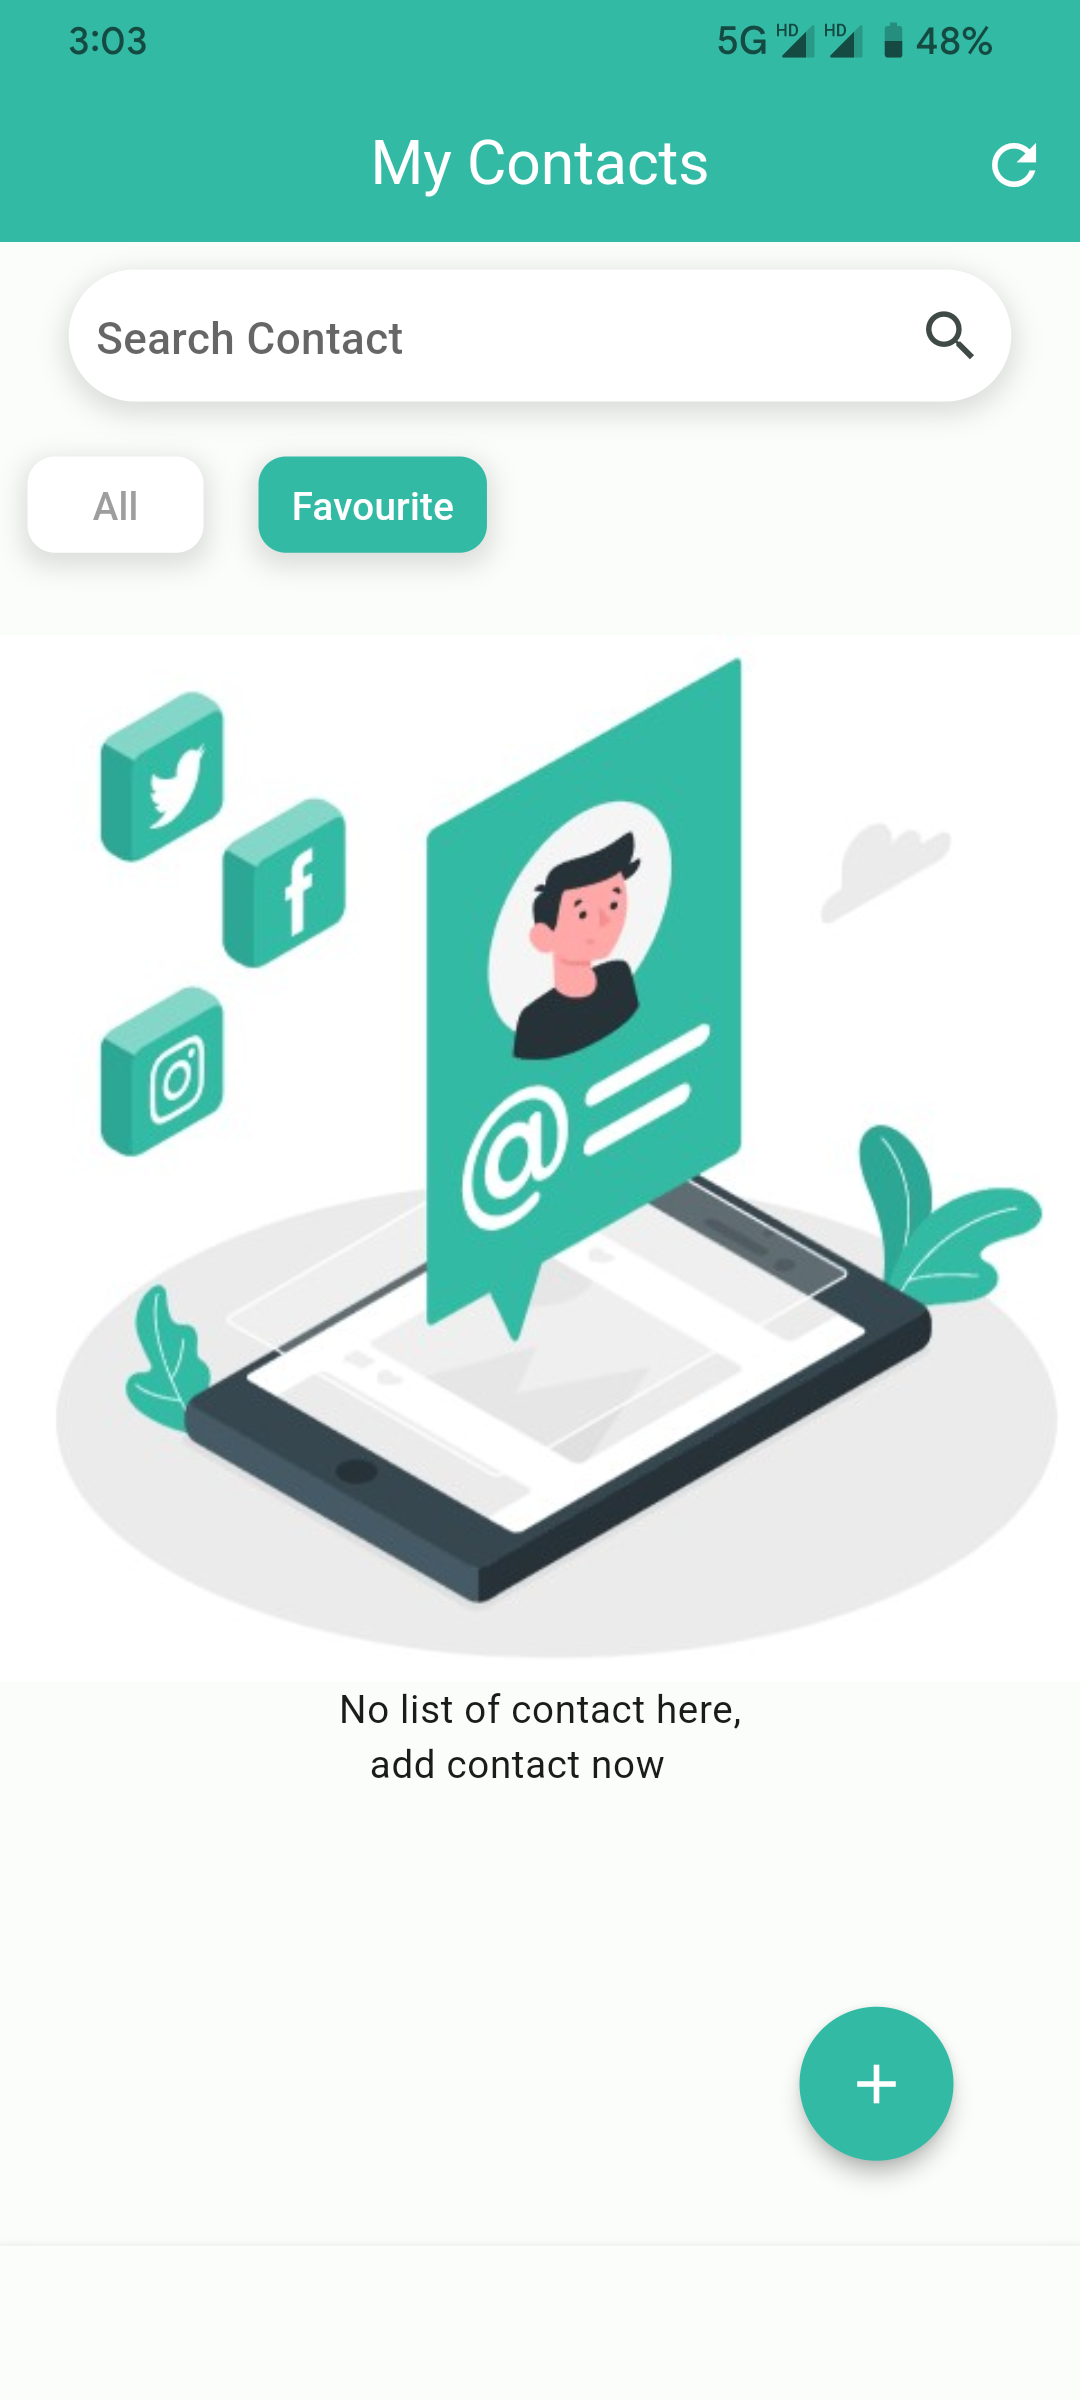 3:03
5G HD HD 48%
My Contacts
Search Contact
All
Favourite
f
@
No list of contact here,
add contact now
+